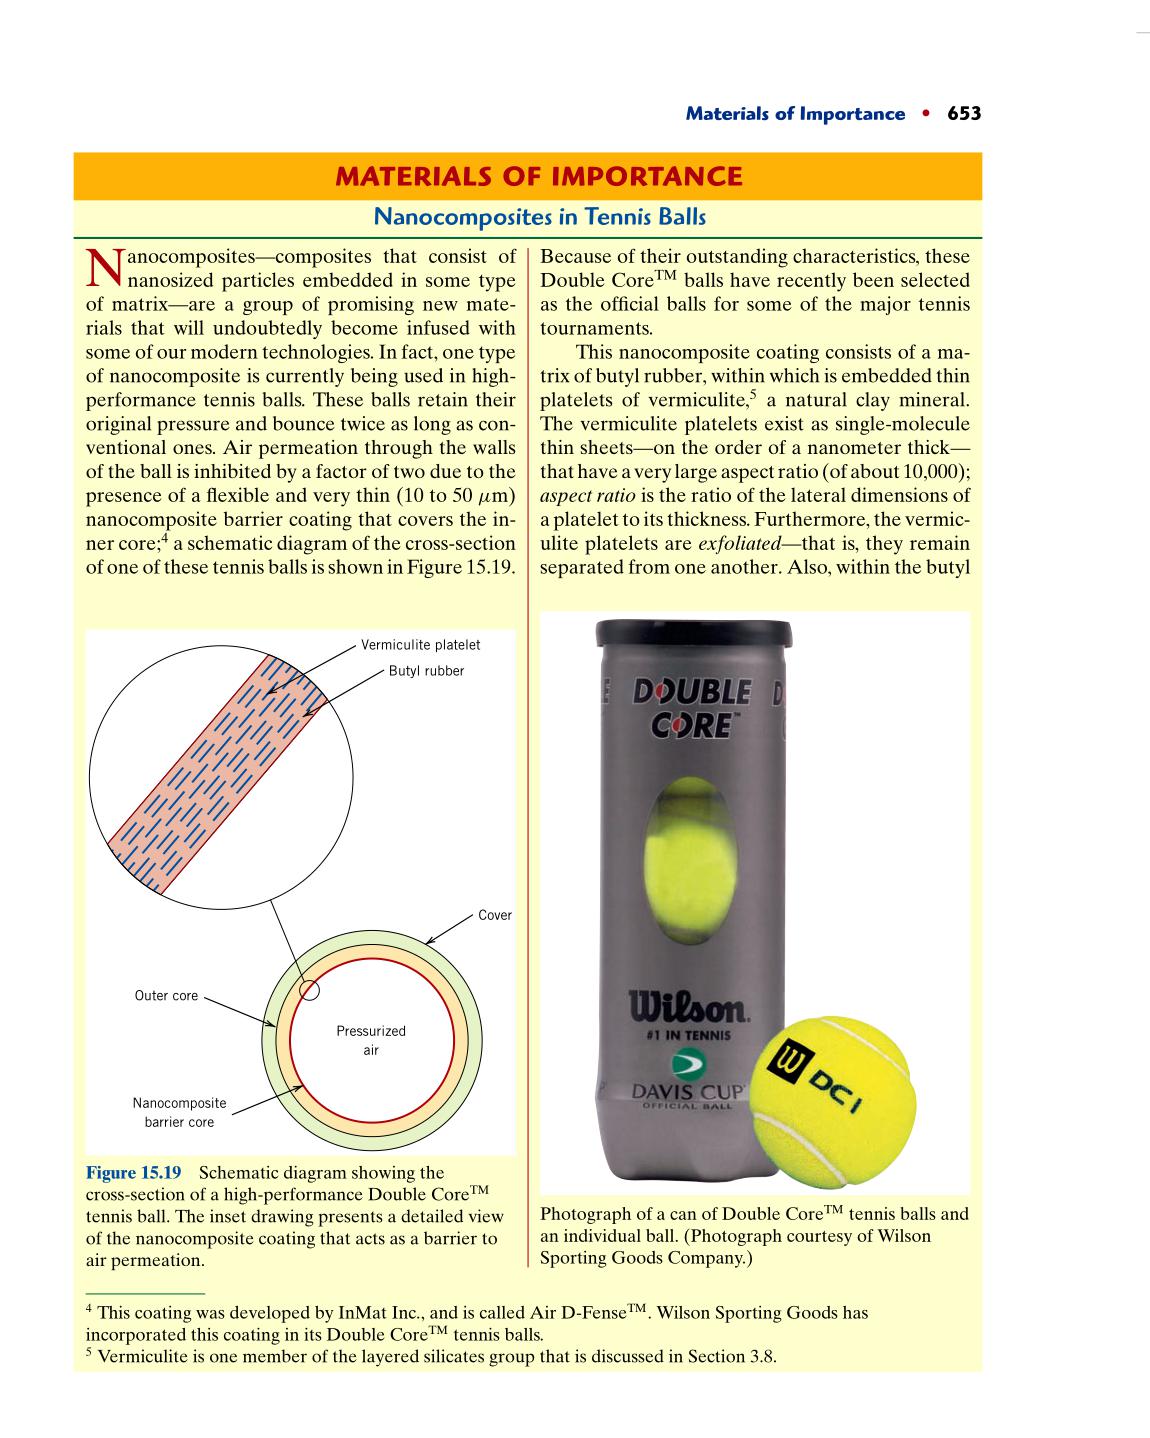 Materials of Importance • 653
MATERIALS OF IMPORTANCE
Nanocomposites in Tennis Balls
Nanocomposites—composites that consist of
nanosized particles embedded in some type
of matrix—are a group of promising new mate-
rials that will undoubtedly become infused with
some of our modern technologies. In fact, one type
of nanocomposite is currently being used in high-
performance tennis balls. These balls retain their
original pressure and bounce twice as long as con-
ventional ones. Air permeation through the walls
of the ball is inhibited by a factor of two due to the
presence of a flexible and very thin (10 to 50 μm)
nanocomposite barrier coating that covers the in-
ner core;4 a schematic diagram of the cross-section
of one of these tennis balls is shown in Figure 15.19.
Because of their outstanding characteristics, these
Double Core™ balls have recently been selected
as the official balls for some of the major tennis
tournaments.
This nanocomposite coating consists of a ma-
trix of butyl rubber, within which is embedded thin
platelets of vermiculite,5 a natural clay mineral.
The vermiculite platelets exist as single-molecule
thin sheets—on the order of a nanometer thick—
that have a very large aspect ratio (of about 10,000);
aspect ratio is the ratio of the lateral dimensions of
a platelet to its thickness. Furthermore, the vermic-
ulite platelets are exfoliated—that is, they remain
separated from one another. Also, within the butyl
Vermiculite platelet
Butyl rubber
Cover
Outer core
Pressurized
air
Nanocomposite
barrier core
Figure 15.19 Schematic diagram showing the
cross-section of a high-performance Double Core™
tennis ball. The inset drawing presents a detailed view
of the nanocomposite coating that acts as a barrier to
air permeation.
DOUBLE
CORE™
Wilson.
#1 IN TENNIS
DAVIS CUP
OFFICIAL BALL
W DC1
Photograph of a can of Double Core™ tennis balls and
an individual ball. (Photograph courtesy of Wilson
Sporting Goods Company.)
4 This coating was developed by InMat Inc., and is called Air D-Fense™. Wilson Sporting Goods has
incorporated this coating in its Double Core™ tennis balls.
5 Vermiculite is one member of the layered silicates group that is discussed in Section 3.8.